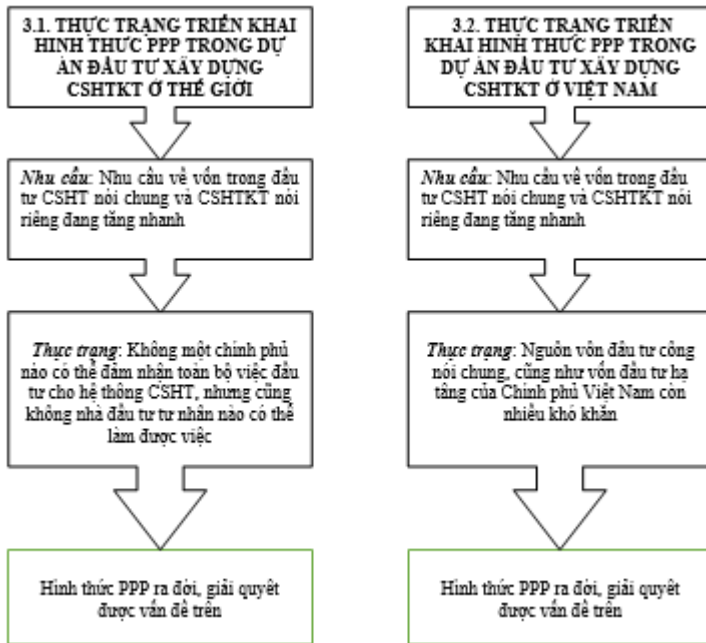 3.1. THỰC TRẠNG TRIỂN KHAI
HÌNH THỨC PPP TRONG DỰ
ÁN ĐẦU TƯ XÂY DỰNG
CSHTKT Ở THẾ GIỚI
Nhu cầu: Nhu cầu về vốn trong đầu
tư CSHT nói chung và CSHTKT nói
riêng đang tăng nhanh
Thực trạng: Không một chính phủ
nào có thể đảm nhận toàn bộ việc đầu
tư cho hệ thống CSHT, nhưng cũng
không nhà đầu tư tư nhân nào có thể
làm được việc
Hình thức PPP ra đời, giải quyết
được vấn đề trên
3.2. THỰC TRẠNG TRIỂN
KHAI HÌNH THỨC PPP TRONG
DỰ ÁN ĐẦU TƯ XÂY DỰNG
CSHTKT Ở VIỆT NAM
Nhu cầu: Nhu cầu về vốn trong đầu
tư CSHT nói chung và CSHTKT nói
riêng đang tăng nhanh
Thực trạng: Nguồn vốn đầu tư công
nói chung, cũng như vốn đầu tư hạ
tầng của Chính phủ Việt Nam còn
nhiều khó khăn
Hình thức PPP ra đời, giải quyết
được vấn đề trên